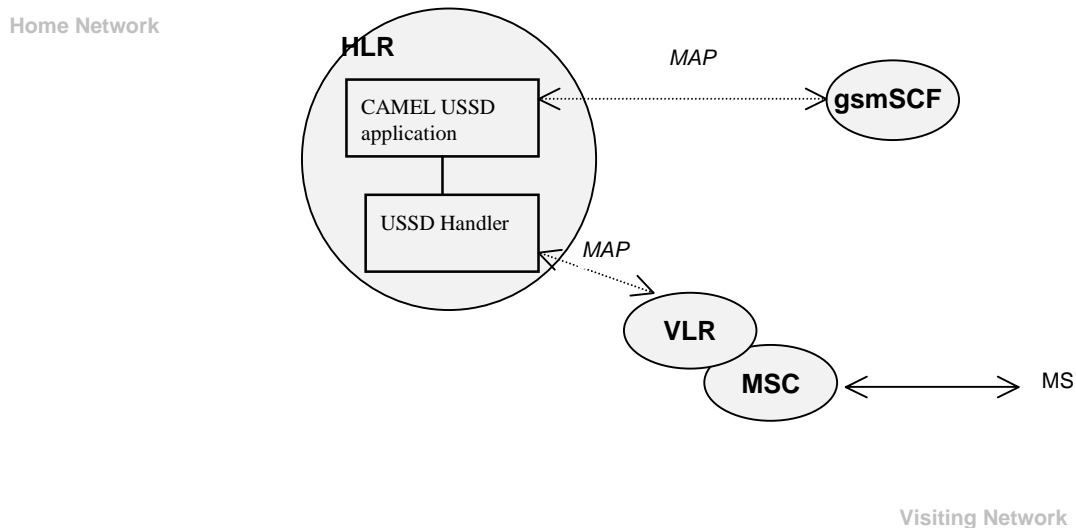 Home Network
HLR
MAP
CAMEL USSD
application
gsmSCF
USSD Handler
MAP
VLR
MSC
MS
Visiting Network